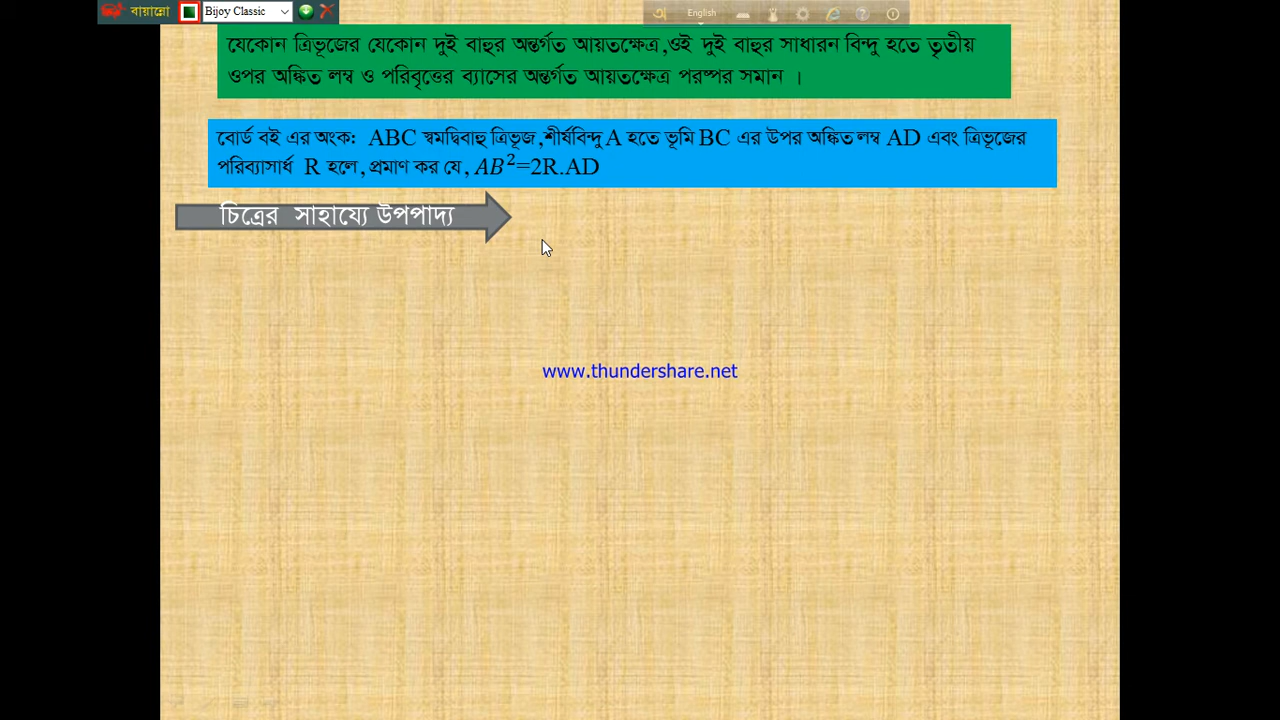 বায়ান্নো Bijoy Classic English
যেকোন ত্রিভূজের যেকোন দুই বাহুর অন্তর্গত আয়তক্ষেত্র,ওই দুই বাহুর সাধারন বিন্দু হতে তৃতীয়
ওপর অঙ্কিত লম্ব ও পরিবৃত্তের ব্যাসের অন্তর্গত আয়তক্ষেত্র পরষ্পর সমান ।
বোর্ড বই এর অংক: ABC স্বমদ্বিবাহু ত্রিভূজ,শীর্ষবিন্দু A হতে ভূমি BC এর উপর অঙ্কিত লম্ব AD এবং ত্রিভূজের
পরিব্যাসার্ধ R হলে, প্রমাণ কর যে, AB²=2R.AD
চিত্রের সাহায্যে উপপাদ্য
www.thundershare.net